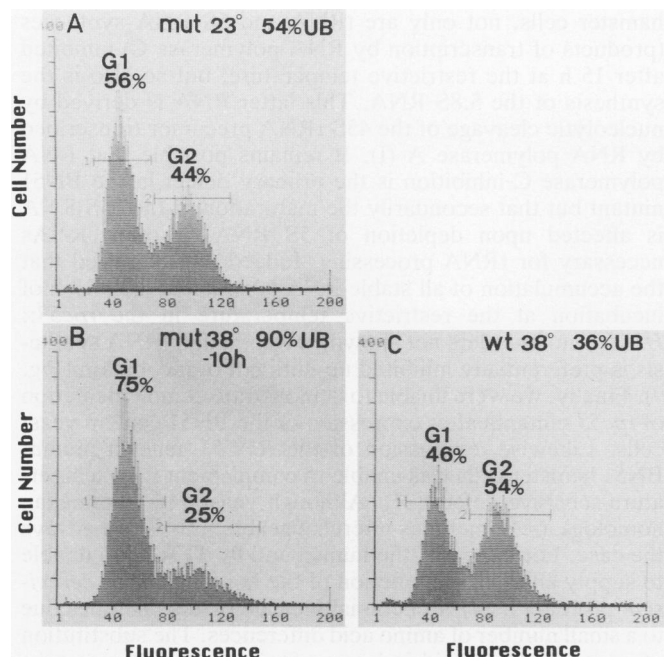 A
mut 23° 54%UB
400
G1
56%
G2
44%
Cell Number
1 40 80 120 160 200
B
mut 38° 90%UB
-10h
400
G1
75%
G2
25%
Cell Number
1 40 80 120 160 200
Fluorescence
C
wt 38° 36%UB
400
G1
46%
G2
54%
1 40 80 120 160 200
Fluorescence